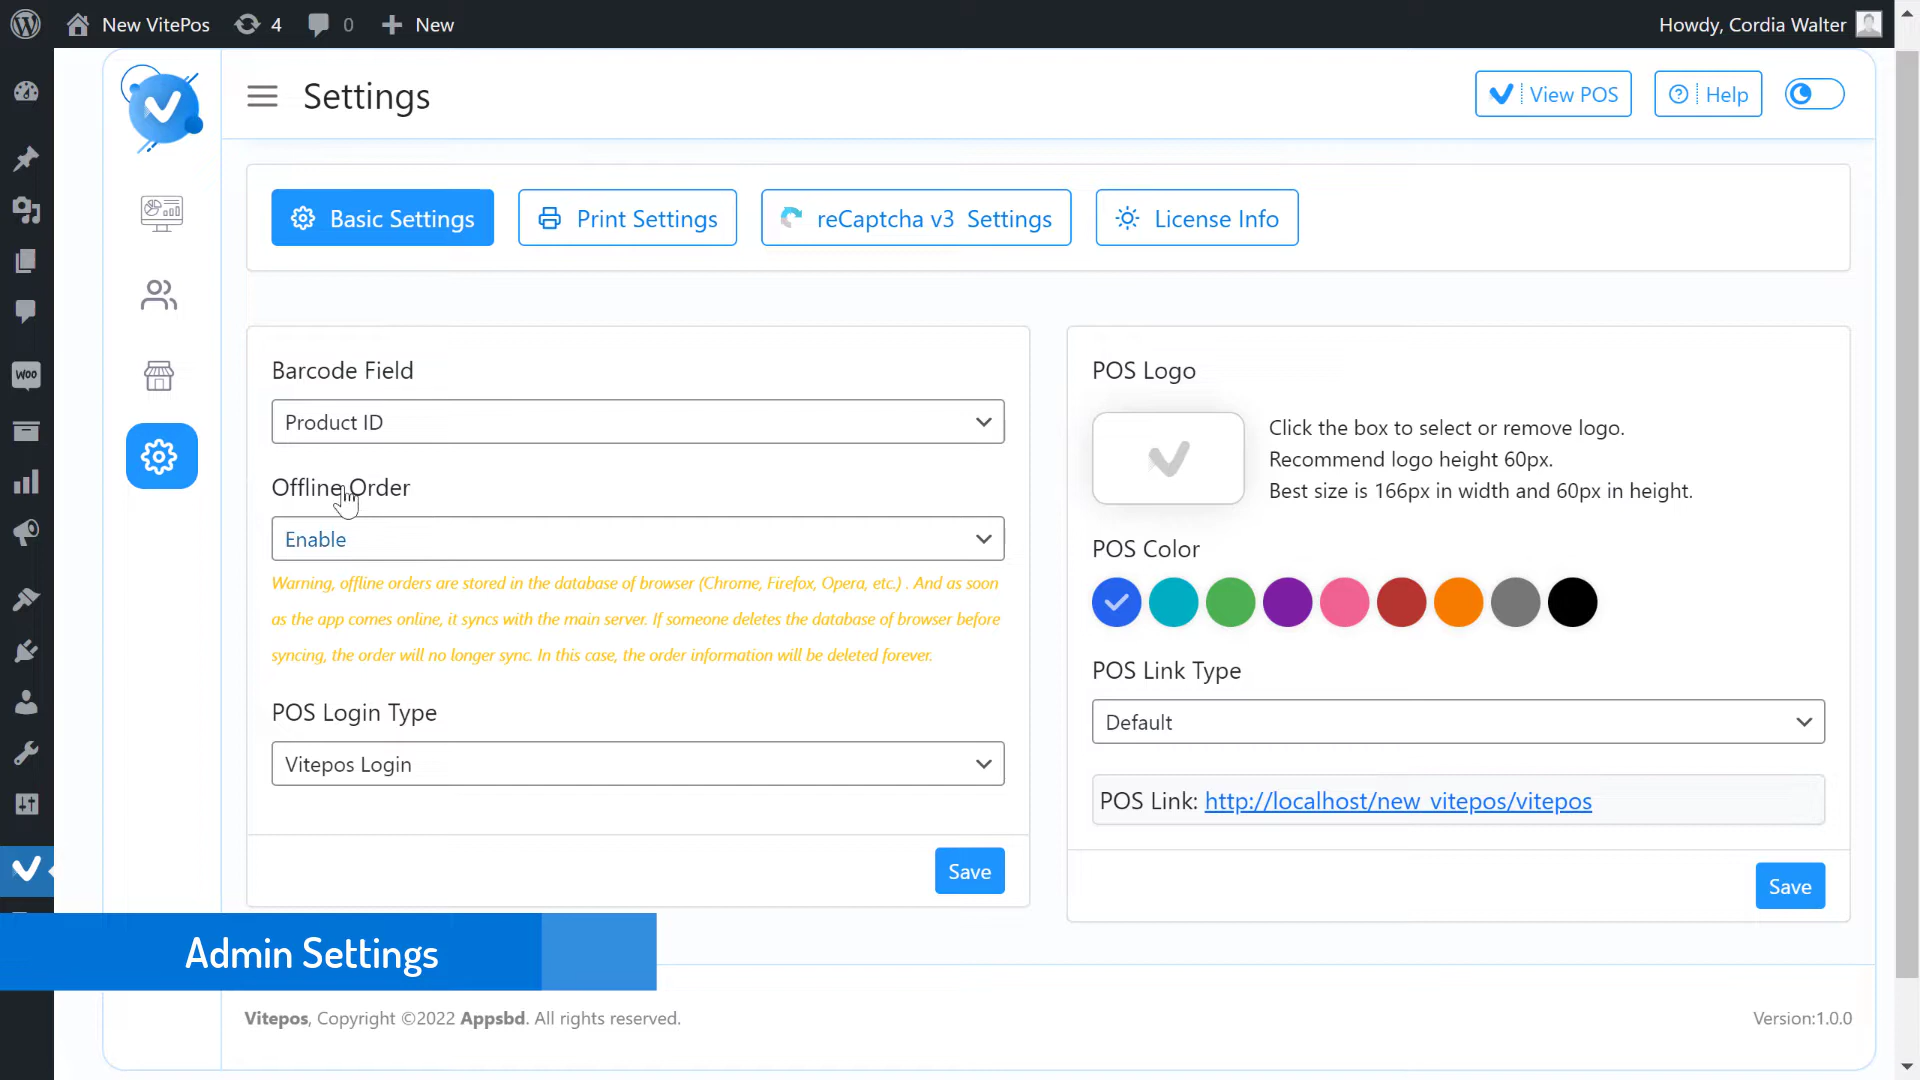 New VitePos 4 0 New Howdy, Cordia Walter
Settings
View POS Help
Basic Settings Print Settings reCaptcha v3 Settings License Info
Barcode Field
Product ID
Offline Order
Enable
Warning, offline orders are stored in the database of browser (Chrome, Firefox, Opera, etc.) . And as soon
as the app comes online, it syncs with the main server. If someone deletes the database of browser before
syncing, the order will no longer sync. In this case, the order information will be deleted forever.
POS Login Type
Vitepos Login
Save
POS Logo
Click the box to select or remove logo.
Recommend logo height 60px.
Best size is 166px in width and 60px in height.
POS Color
POS Link Type
Default
POS Link: http://localhost/new_vitepos/vitepos
Save
Woo
Admin Settings
Vitepos, Copyright ©2022 Appsbd. All rights reserved.
Version:1.0.0